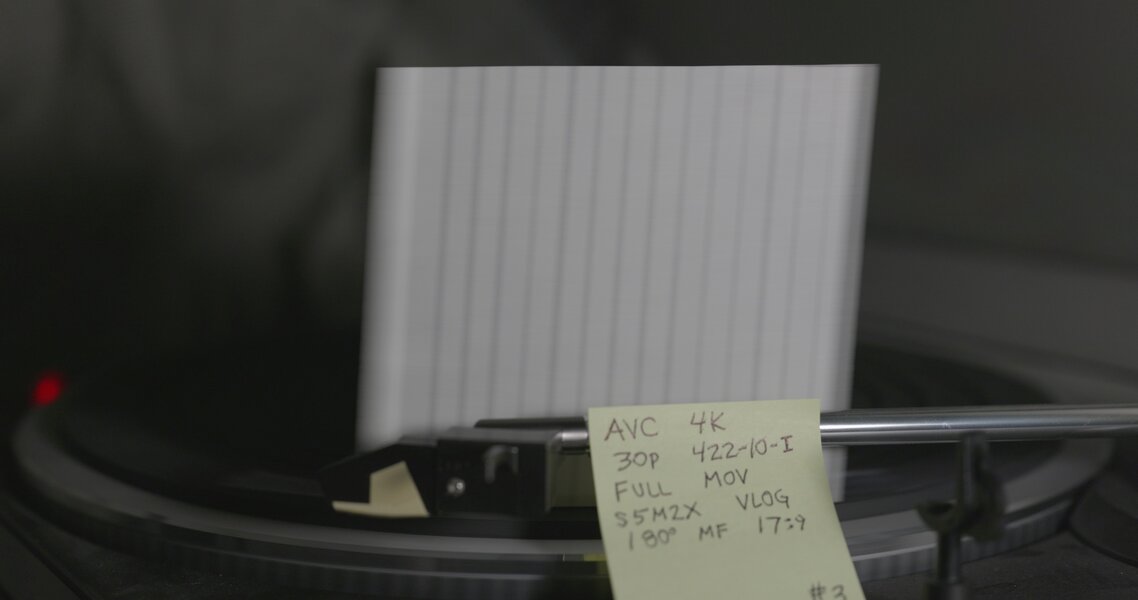 AVC 4K
30P 422-10-I
FULL MOV
S5M2X VLOG
180° MF 17:9
#3